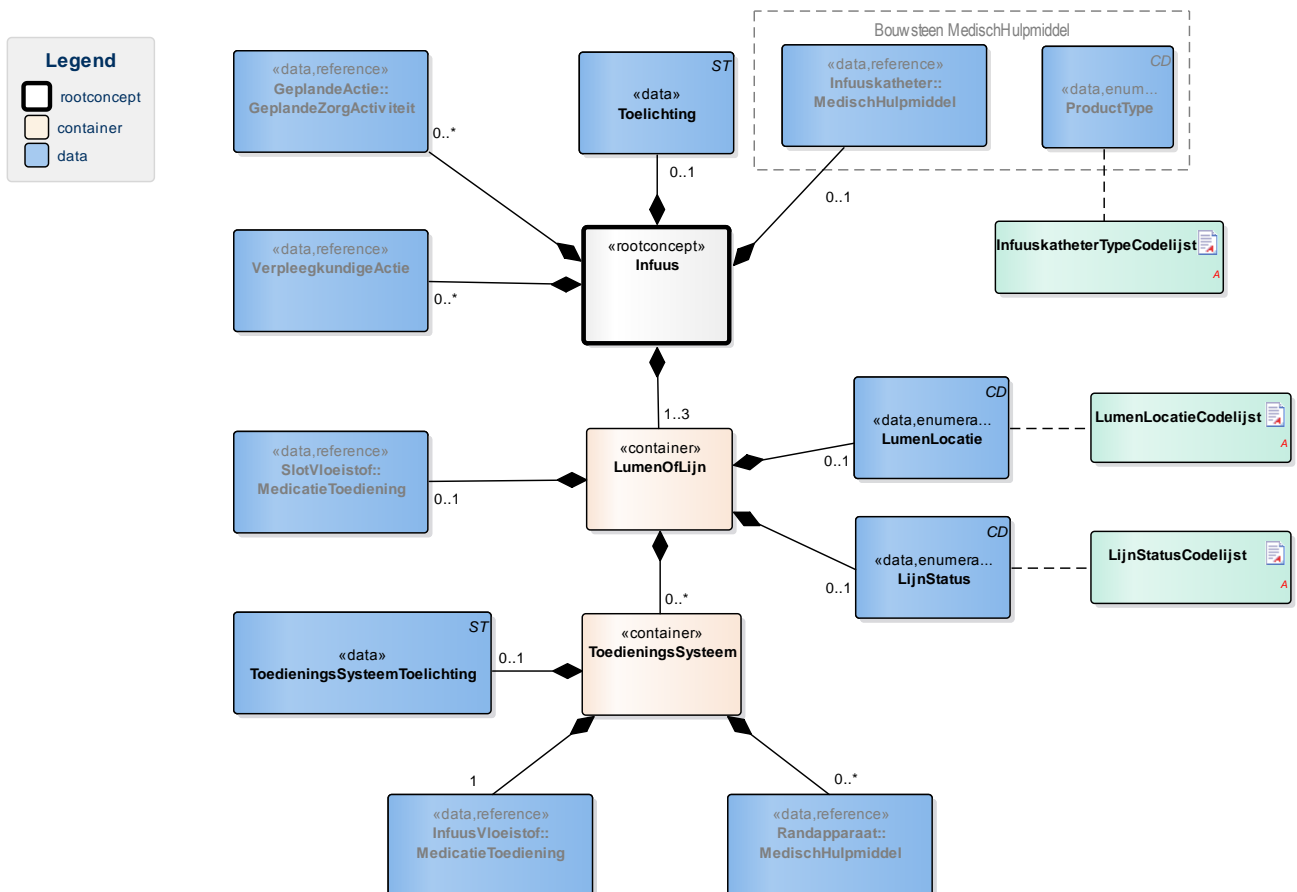 Legend
rootconcept
container
data
«data,reference»
GeplandeActie::
GeplandeZorgActiviteit
0..*
ST
«data»
Toelichting
0..1
Bouwsteen MedischHulpmiddel
«data,reference»
Infuuskatheter::
MedischHulpmiddel
0..1
CD
«data,enum...
ProductType
InfuuskatheterTypeCodelijst
A
«data,reference»
VerpleegkundigeActie
0..*
«rootconcept»
Infuus
1..3
«data,reference»
SlotVloeistof::
MedicatieToediening
0..1
«container»
LumenOfLijn
CD
«data,enumera...
LumenLocatie
0..1
LumenLocatieCodelijst
A
CD
«data,enumera...
LijnStatus
0..1
LijnStatusCodelijst
A
0..*
ST
«data»
ToedieningsSysteemToelichting
0..1
«container»
ToedieningsSysteem
1
0..*
«data,reference»
InfuusVloeistof::
MedicatieToediening
«data,reference»
Randapparaat::
MedischHulpmiddel